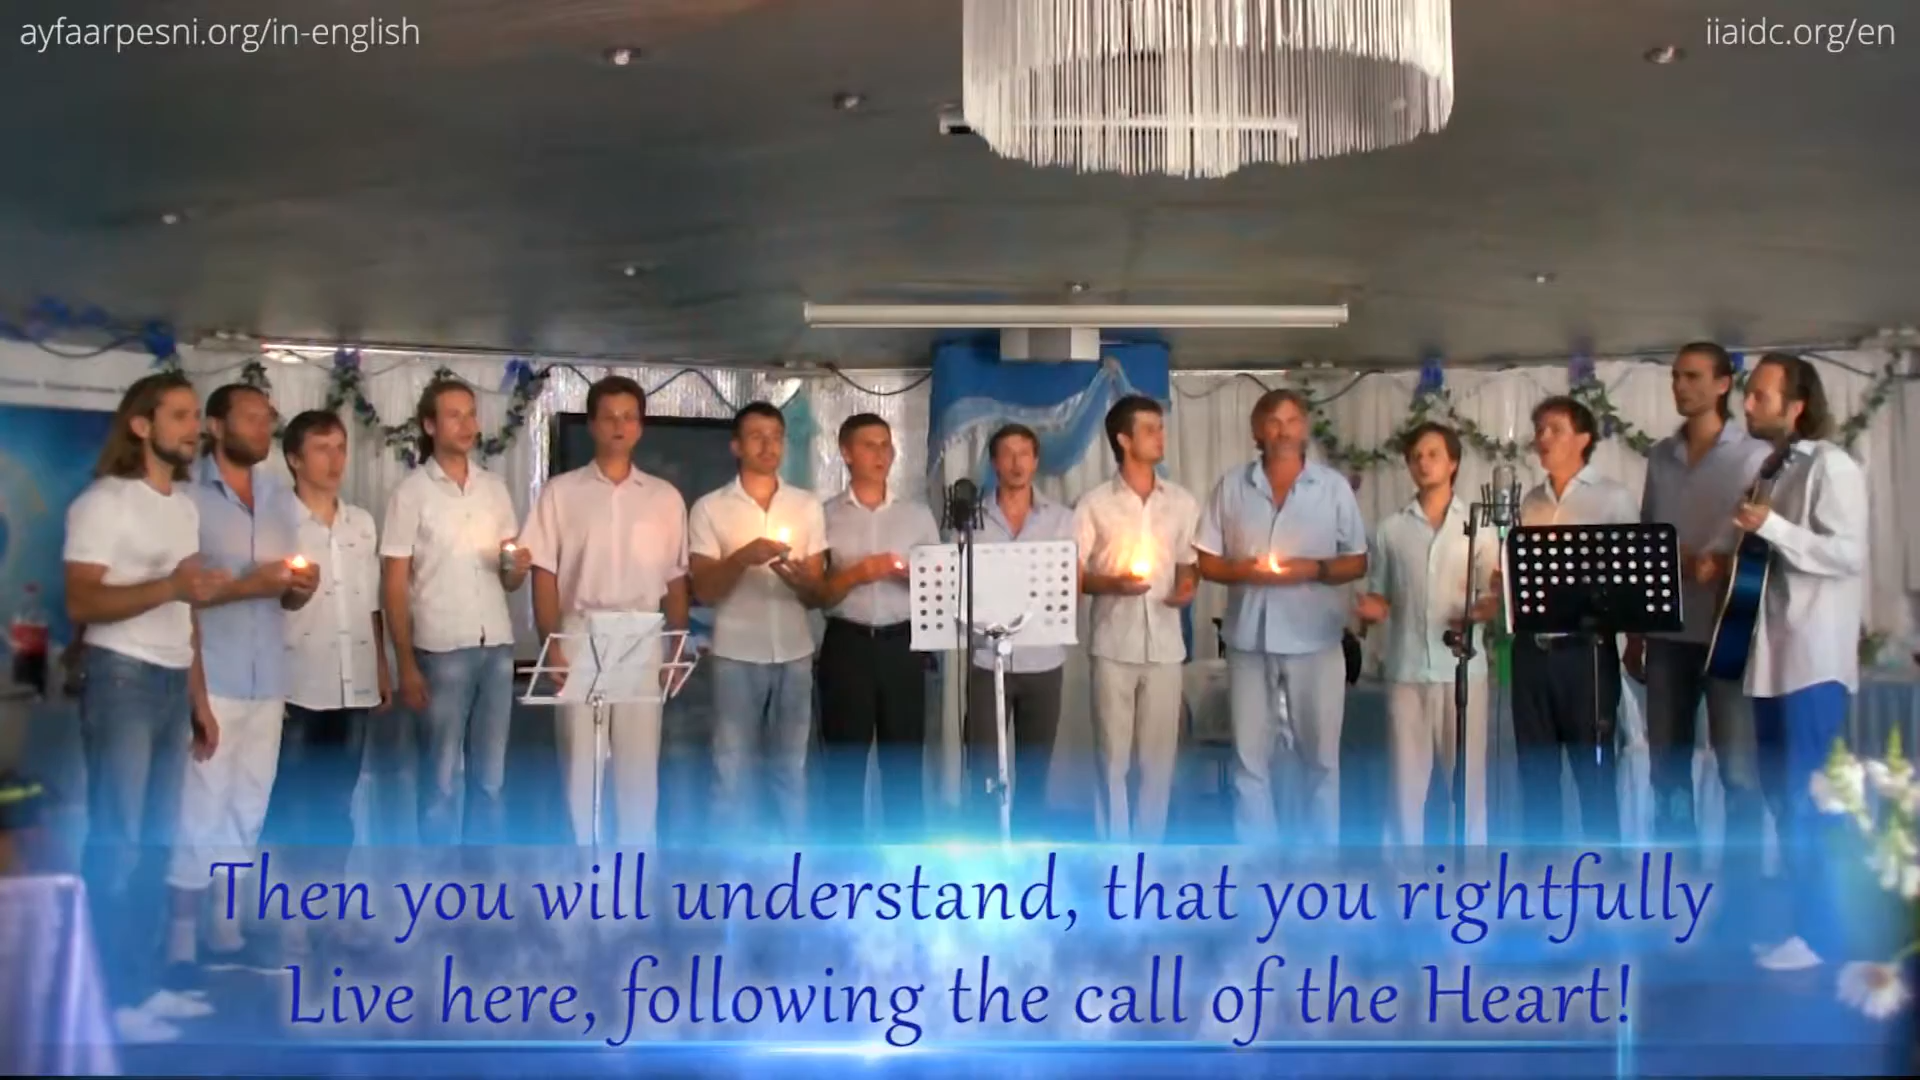 ayfaarpesni.org/in-english
iiaidc.org/en
Then you will understand, that you rightfully
Live here, following the call of the Heart!